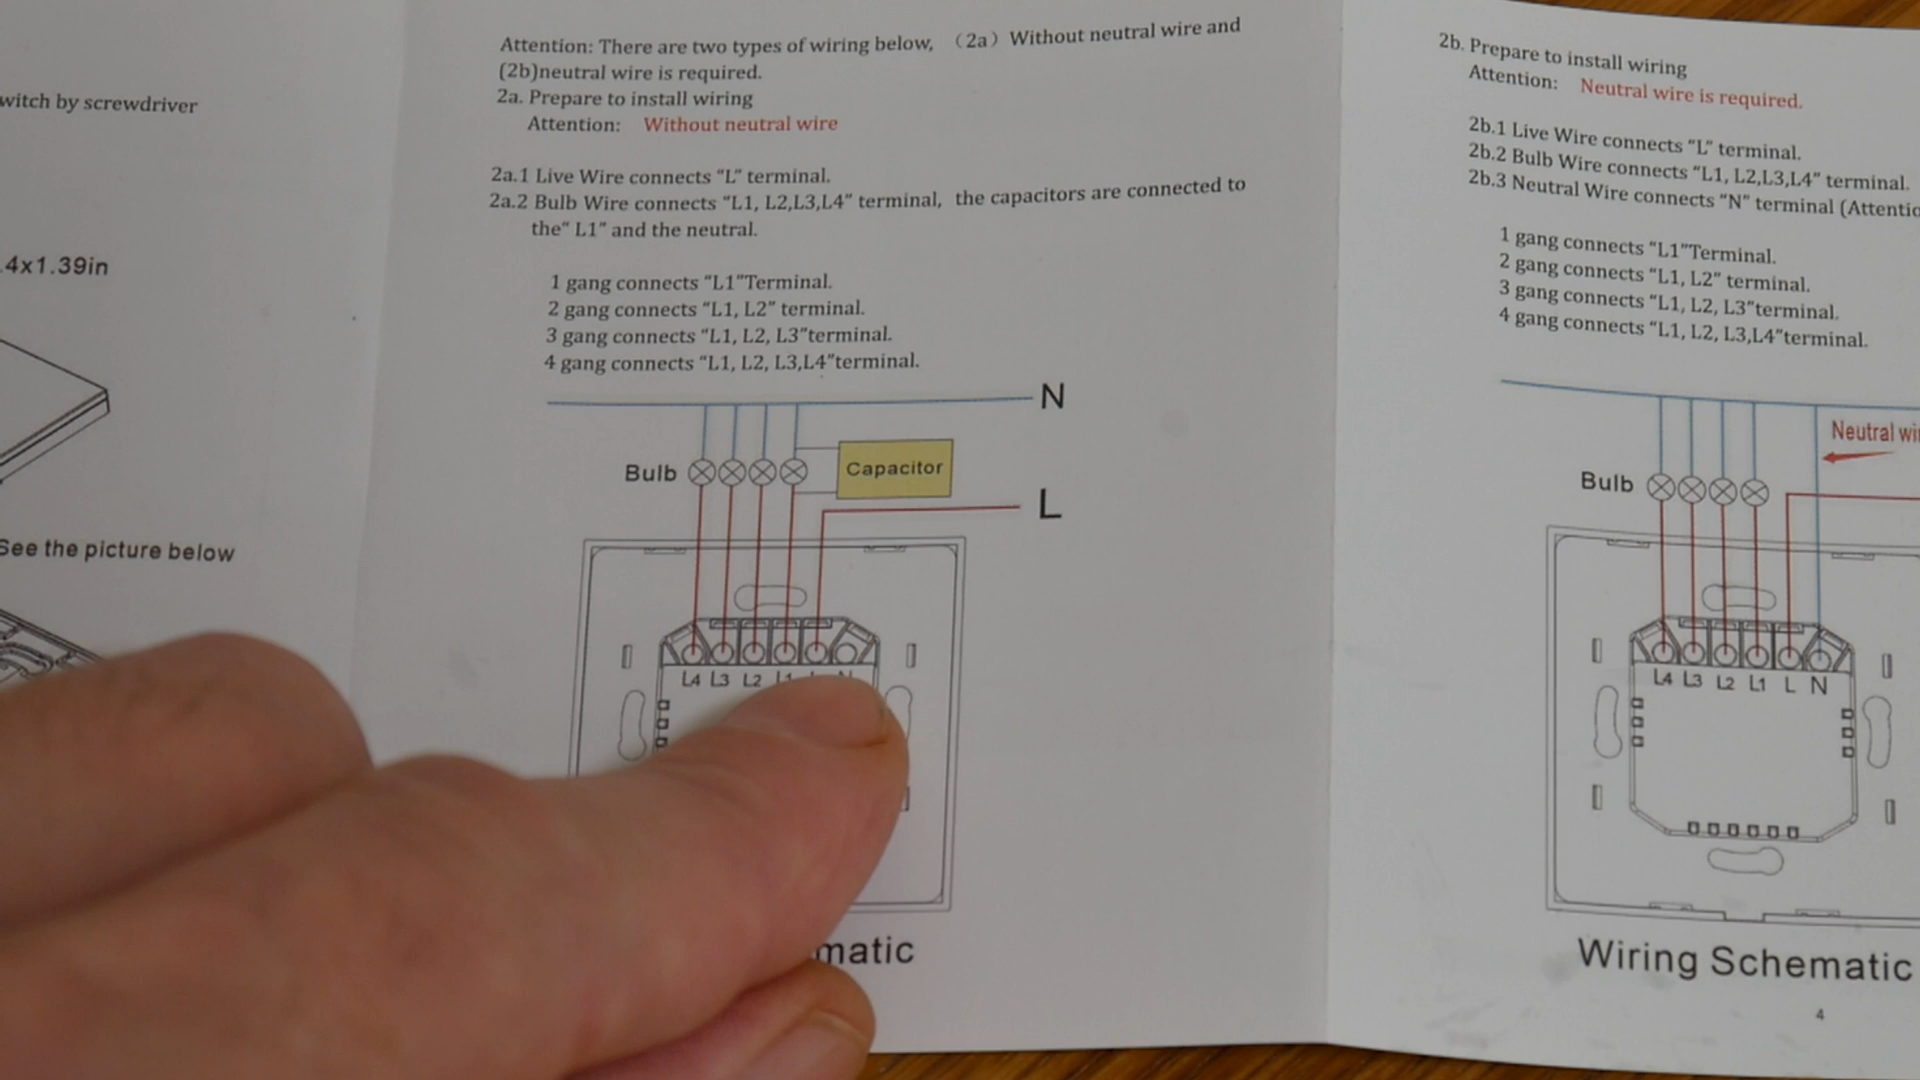 witch by screwdriver
.4x1.39in
See the picture below
Attention: There are two types of wiring below, （2a）Without neutral wire and
(2b)neutral wire is required.
2a. Prepare to install wiring
Attention: Without neutral wire
2a.1 Live Wire connects “L” terminal.
2a.2 Bulb Wire connects “L1, L2,L3,L4” terminal, the capacitors are connected to
the“ L1” and the neutral.
1 gang connects “L1”Terminal.
2 gang connects “L1, L2” terminal.
3 gang connects “L1, L2, L3”terminal.
4 gang connects “L1, L2, L3,L4”terminal.
N
Bulb
Capacitor
L
L4 L3 L2
matic
2b. Prepare to install wiring
Attention: Neutral wire is required.
2b.1 Live Wire connects “L” terminal.
2b.2 Bulb Wire connects “L1, L2,L3,L4” terminal.
2b.3 Neutral Wire connects “N” terminal (Attentio
1 gang connects “L1”Terminal.
2 gang connects “L1, L2” terminal.
3 gang connects “L1, L2, L3”terminal.
4 gang connects “L1, L2, L3,L4”terminal.
Neutral wi
Bulb
L4 L3 L2 L1 L N
Wiring Schematic
4